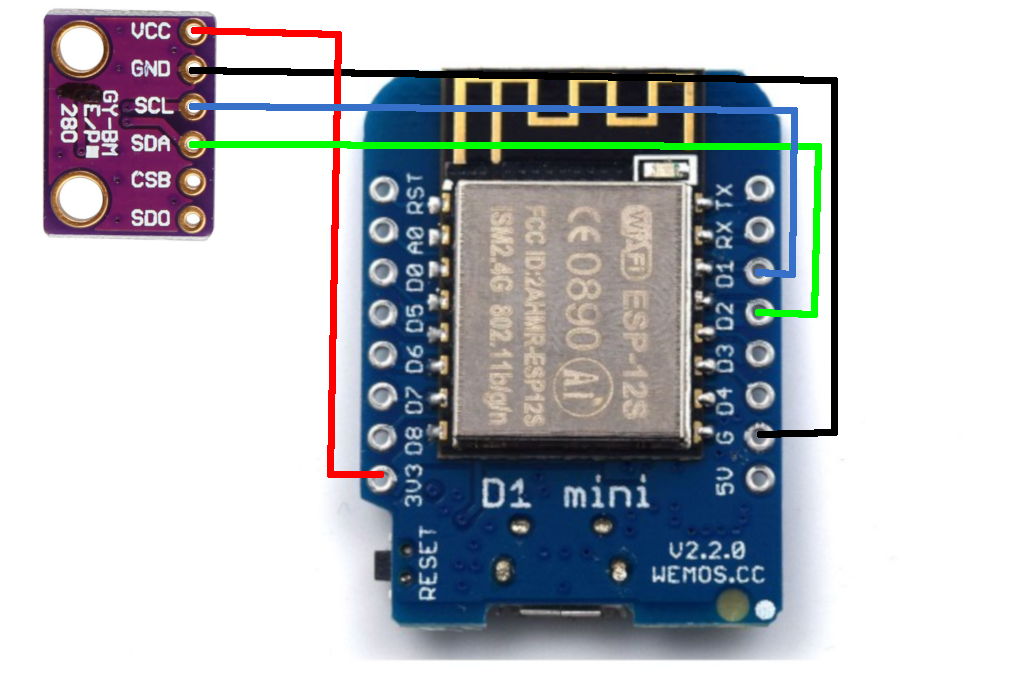 VCC
GND
SCL
SDA
CSB
SDO
GY-BM
E/P
280
RST
A0
D0
D5
D6
D7
D8
3V3
TX
RX
D1
D2
D3
D4
G
5V
WiFi ESP-12S
CE0890 Ai
FCC ID:2AHMR-ESP12S
ISM2.4G 802.11b/g/n
D1 mini
RESET
V2.2.0
WEMOS.CC